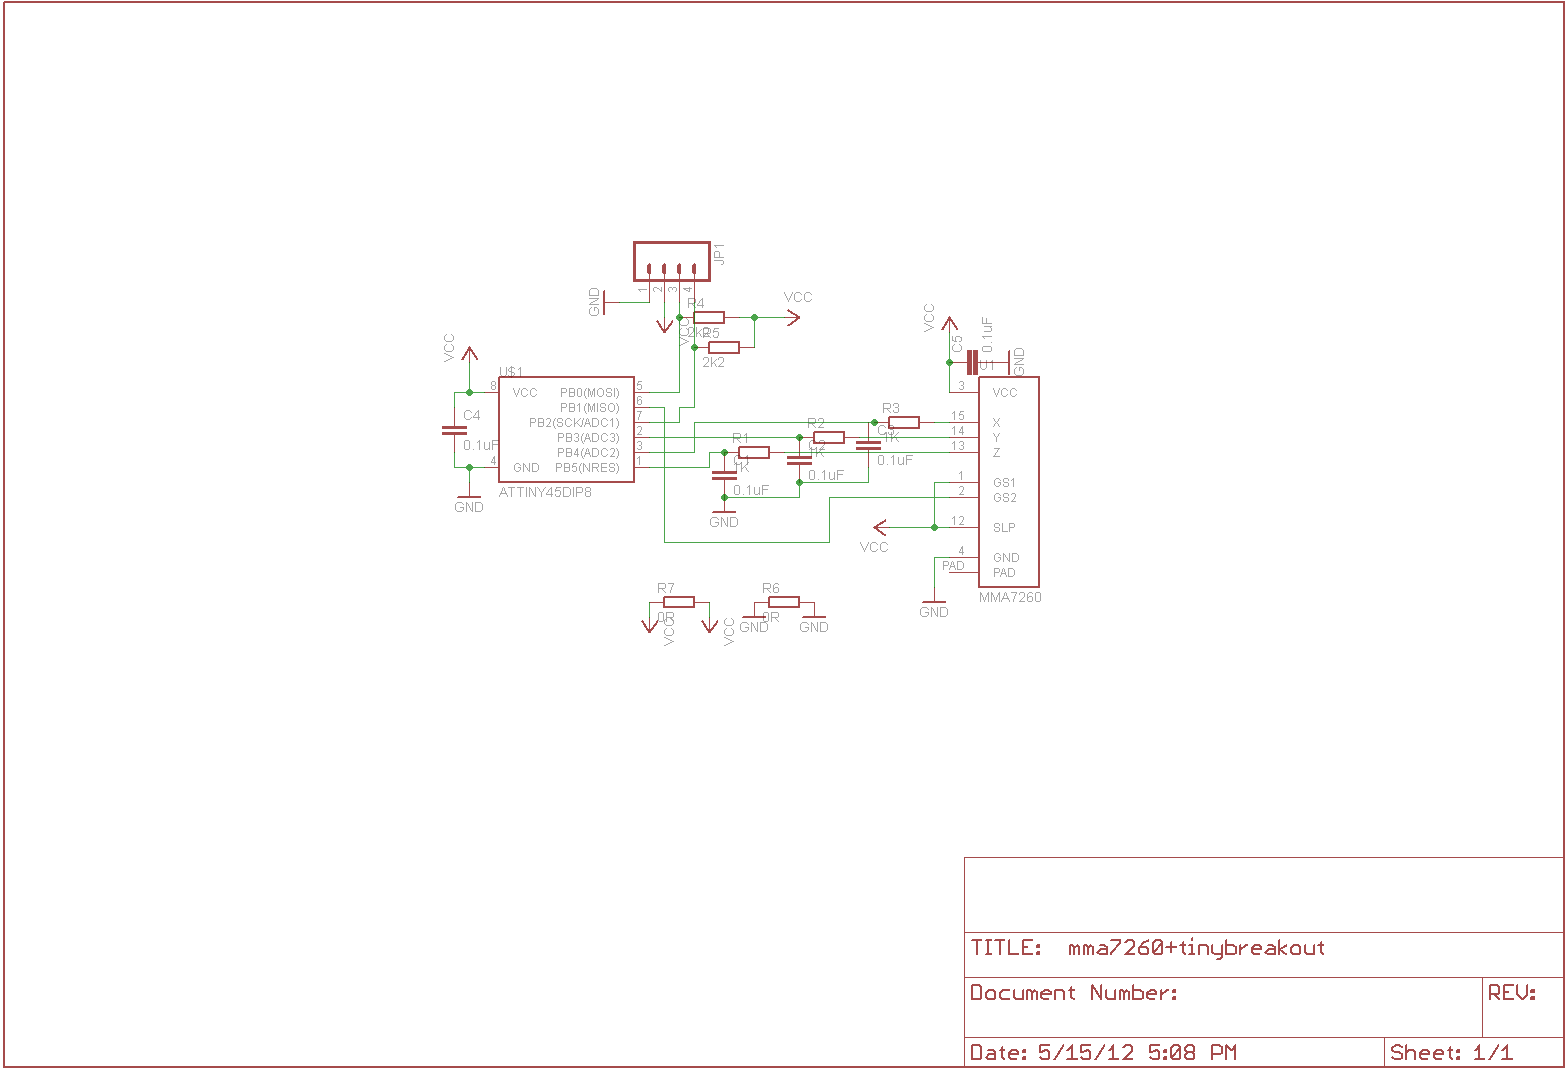 JP1
1 2 3 4
GND
VCC
R4
2K2
VCC
R5
2K2
VCC
C5
0.1uF
GND
VCC
U$1
8 VCC
4 GND
PB0(MOSI) 5
PB1(MISO) 6
PB2(SCK/ADC1) 7
PB3(ADC3) 2
PB4(ADC2) 3
PB5(NRES) 1
ATTINY45DIP8
C4
0.1uF
GND
R1
1K
C1
0.1uF
GND
R2
1K
C2
0.1uF
R3
1K
C3
0.1uF
U1
3 VCC
15 X
14 Y
13 Z
1 GS1
2 GS2
12 SLP
4 GND
PAD PAD
MMA7260
VCC
GND
R7
0R
VCC
VCC
R6
0R
GND
GND
TITLE: mma7260+tinybreakout
Document Number:
REV:
Date: 5/15/12 5:08 PM
Sheet: 1/1